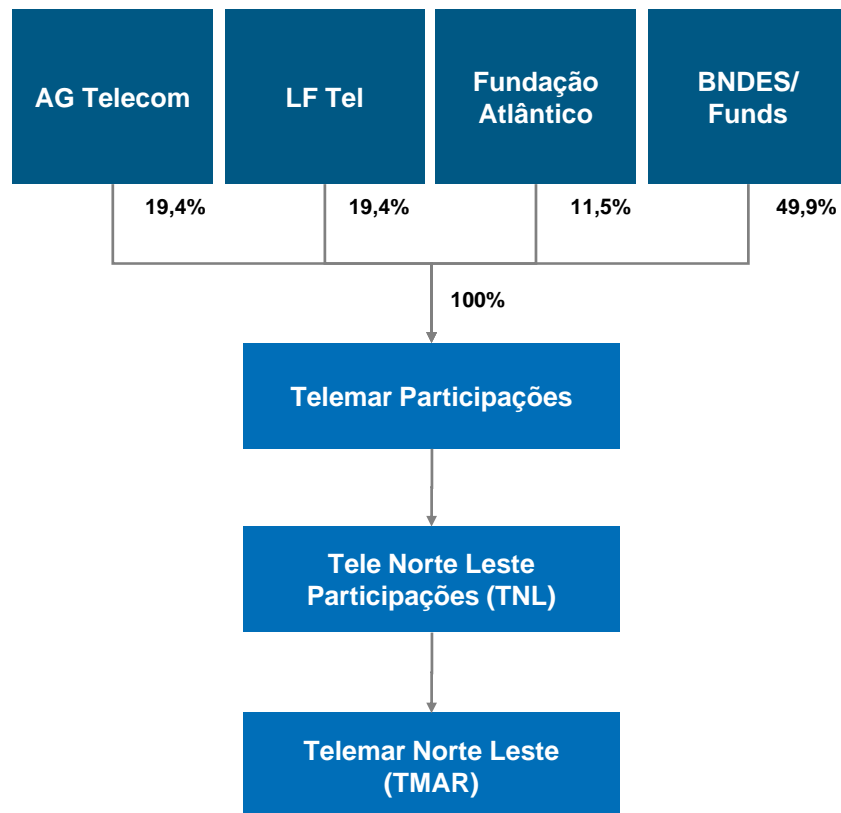 AG Telecom
LF Tel
Fundação
Atlântico
BNDES/
Funds
19,4%
19,4%
11,5%
49,9%
100%
Telemar Participações
Tele Norte Leste
Participações (TNL)
Telemar Norte Leste
(TMAR)